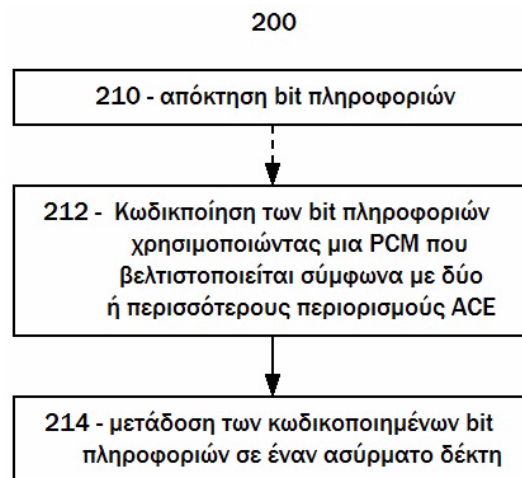 200
210 - απόκτηση bit πληροφοριών
212 - Κωδικποίηση των bit πληροφοριών
χρησιμοποιώντας μια PCM που
βελτιστοποιείται σύμφωνα με δύο
ή περισσότερους περιορισμούς ACE
214 - μετάδοση των κωδικοποιημένων bit
πληροφοριών σε έναν ασύρματο δέκτη